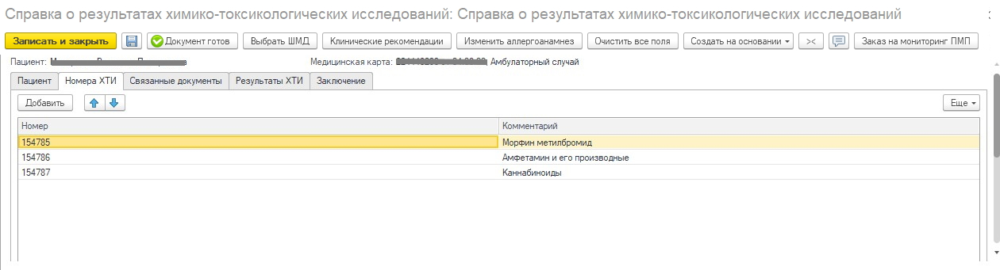 Справка о результатах химико-токсикологических исследований: Справка о результатах химико-токсикологических исследований
Записать и закрыть Документ готов Выбрать ШМД Клинические рекомендации Изменить аллергоанамнез Очистить все поля Создать на основании >< Заказ на мониторинг ПМП
Пациент: Медицинская карта: Амбулаторный случай
Пациент Номера ХТИ Связанные документы Результаты ХТИ Заключение
Добавить Еще
Номер Комментарий
154785 Морфин метилбромид
154786 Амфетамин и его производные
154787 Каннабиноиды